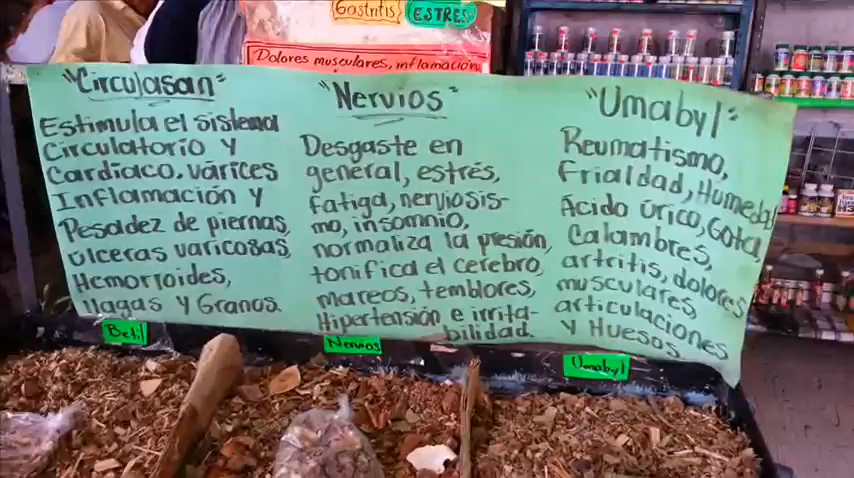 Gastritis
ESTRES
Dolores musculares, inflamación
"Circulasan"
Estimula el sistema
Circulatorio y
Cardiaco, várices
Inflamación y
Pesadez de piernas,
úlceras varicosas,
Hemorroides,
llagas y Granos.
"Nervios"
Desgaste en
general, estrés,
fatiga, nerviosis-
mo, insomnio,
normaliza la presión,
tonifica el cerebro,
mareos, temblores,
Hipertensión e irrita-
bilidad.
"Umabyl"
Reumatismo,
frialdad, Humedad
Ácido úrico, Gota,
Calambres,
artritis, dolores
musculares,
articulaciones
y Huesos.
Betil
Nervios
Umabyl